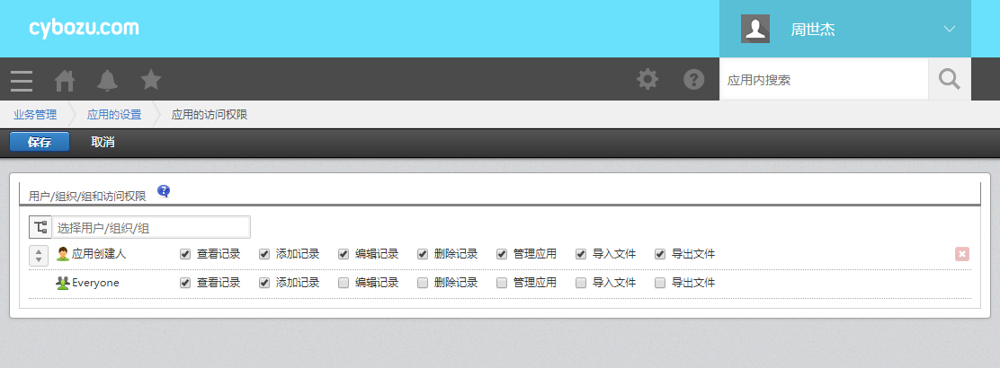 cybozu.com
周世杰
应用内搜索
业务管理 应用的设置 应用的访问权限
保存 取消
用户/组织/组和访问权限
选择用户/组织/组
应用创建人 查看记录 添加记录 编辑记录 删除记录 管理应用 导入文件 导出文件
Everyone 查看记录 添加记录 编辑记录 删除记录 管理应用 导入文件 导出文件